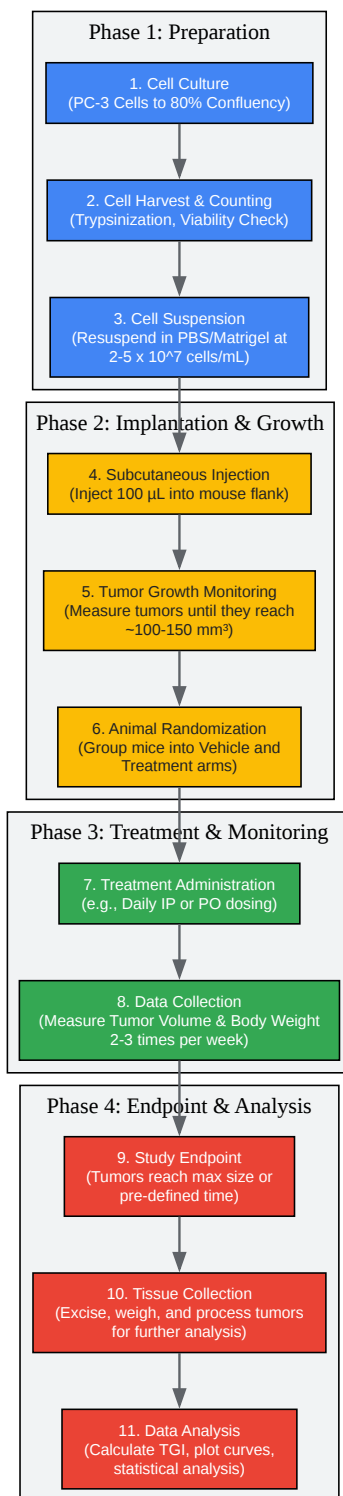 Phase 1: Preparation
1. Cell Culture
(PC-3 Cells to 80% Confluency)
2. Cell Harvest & Counting
(Trypsinization, Viability Check)
3. Cell Suspension
(Resuspend in PBS/Matrigel at
2-5 x 10^7 cells/mL)
Phase 2: Implantation & Growth
4. Subcutaneous Injection
(Inject 100 µL into mouse flank)
5. Tumor Growth Monitoring
(Measure tumors until they reach
~100-150 mm³)
6. Animal Randomization
(Group mice into Vehicle and
Treatment arms)
Phase 3: Treatment & Monitoring
7. Treatment Administration
(e.g., Daily IP or PO dosing)
8. Data Collection
(Measure Tumor Volume & Body Weight
2-3 times per week)
Phase 4: Endpoint & Analysis
9. Study Endpoint
(Tumors reach max size or
pre-defined time)
10. Tissue Collection
(Excise, weigh, and process tumors
for further analysis)
11. Data Analysis
(Calculate TGI, plot curves,
statistical analysis)